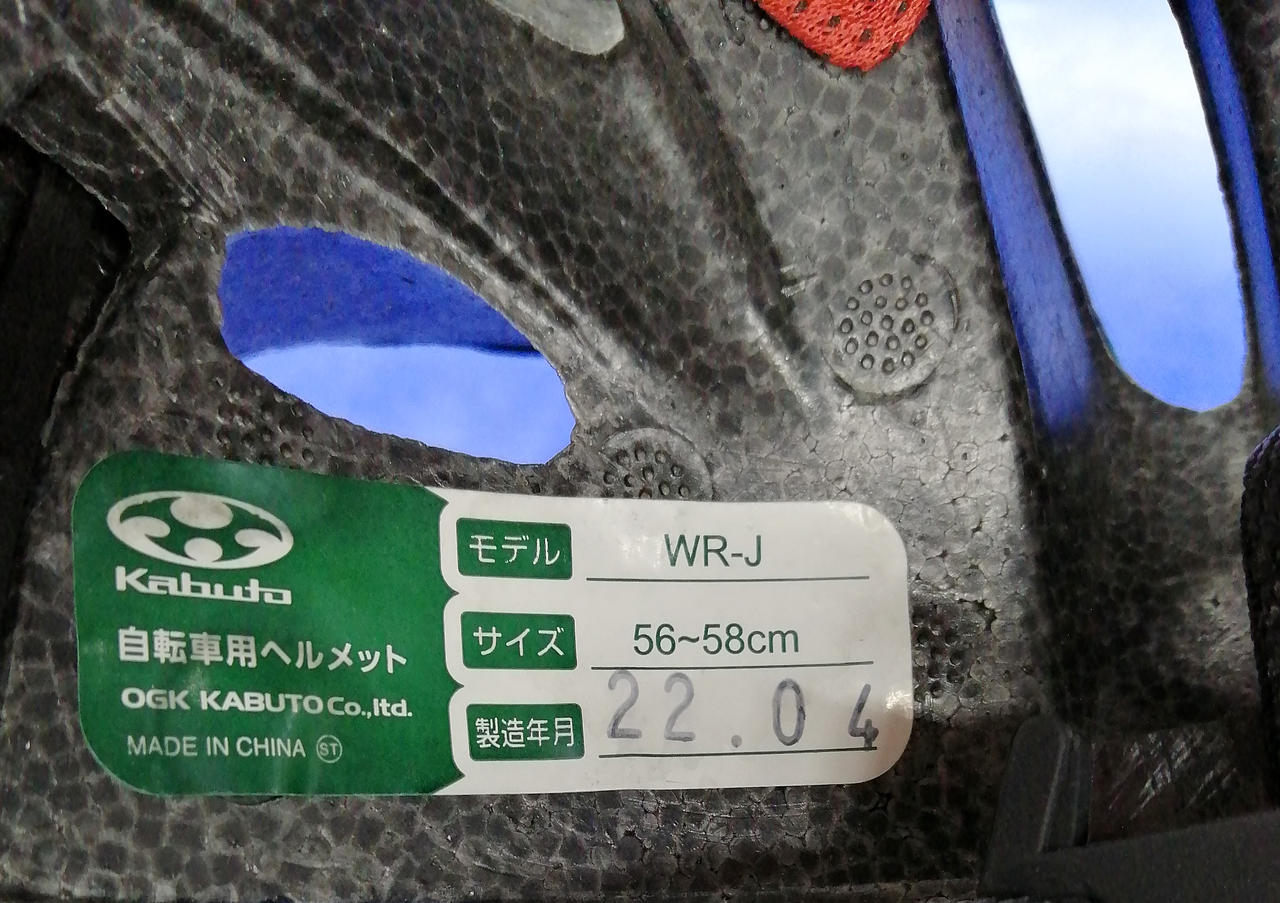 Kabuto
自転車用ヘルメット
OGK KABUTO Co.,ltd.
MADE IN CHINA ST
モデル WR-J
サイズ 56~58cm
製造年月 22.04